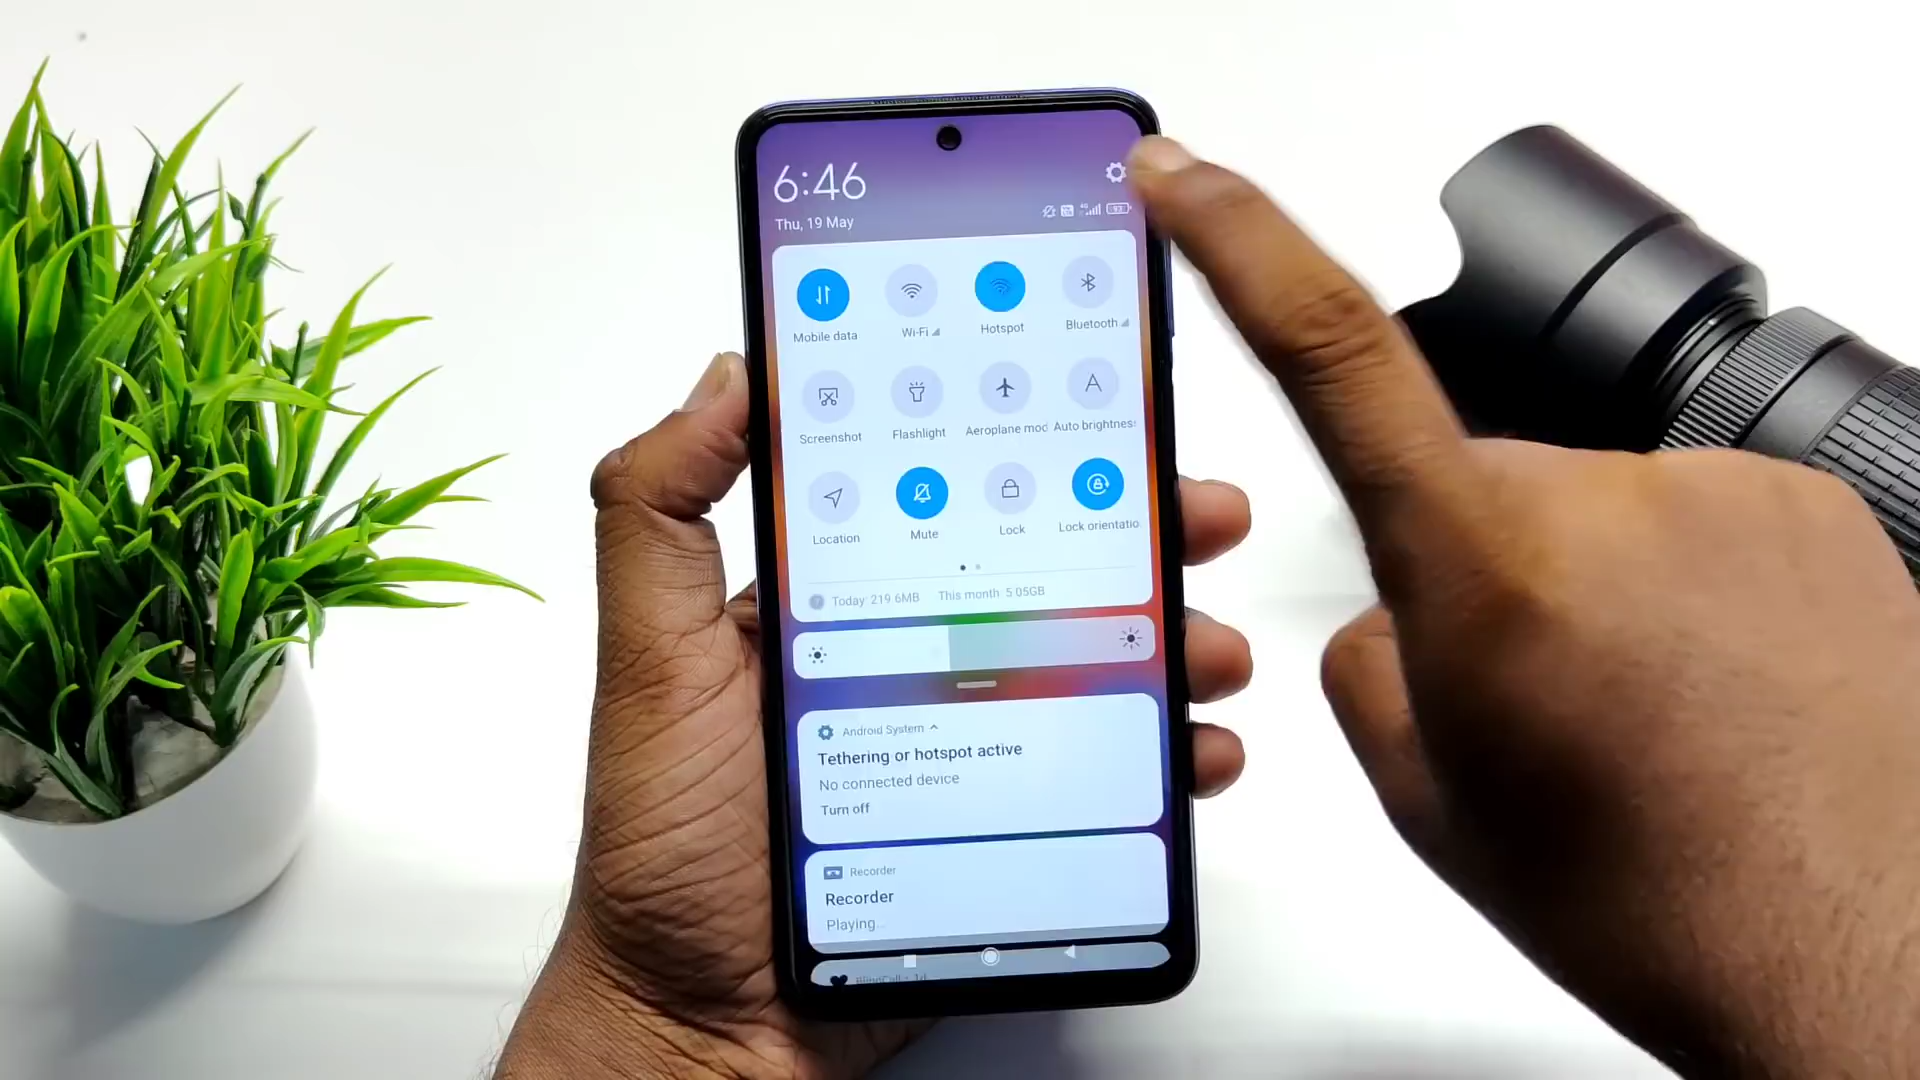 6:46
Thu, 19 May
4G
Mobile data
Wi-Fi
Hotspot
Bluetooth
Screenshot
Flashlight
Aeroplane mod
Auto brightness
Location
Mute
Lock
Lock orientatio
Today: 219.6MB This month: 5.05GB
Android System
Tethering or hotspot active
No connected device
Turn off
Recorder
Recorder
Playing...